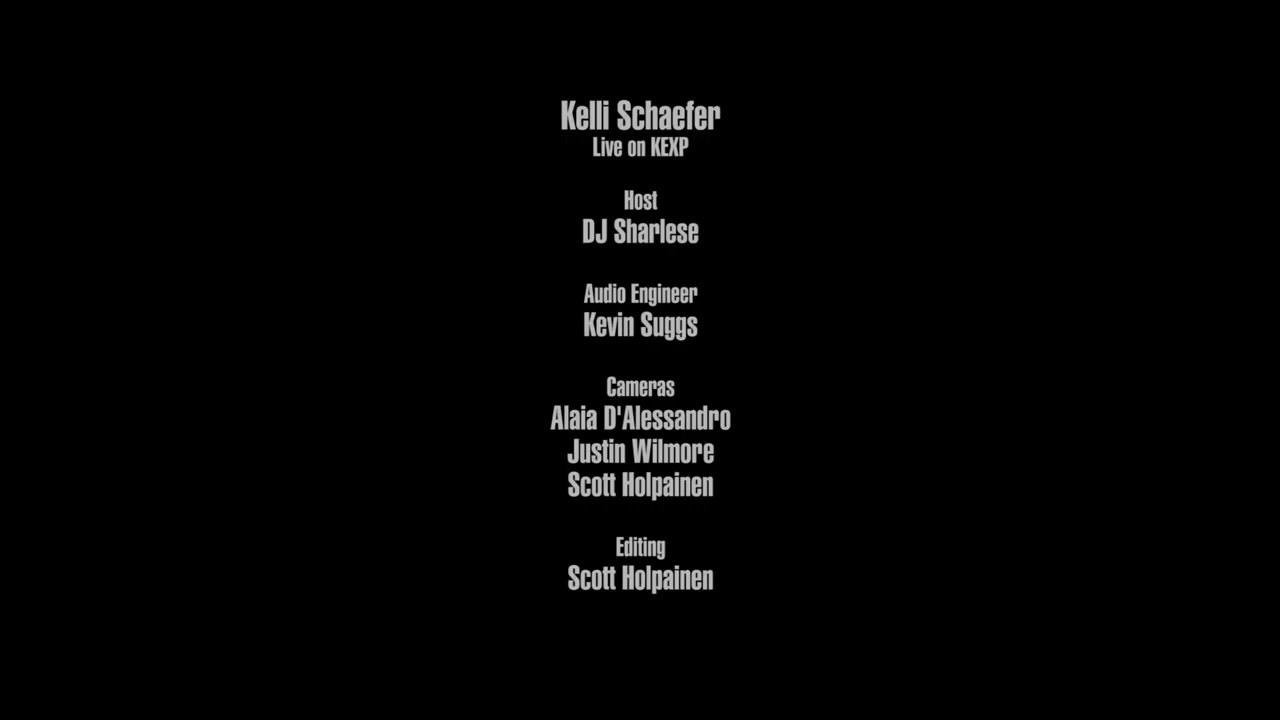 Kelli Schaefer
Live on KEXP
Host
DJ Sharlese
Audio Engineer
Kevin Suggs
Cameras
Alaia D'Alessandro
Justin Wilmore
Scott Holpainen
Editing
Scott Holpainen